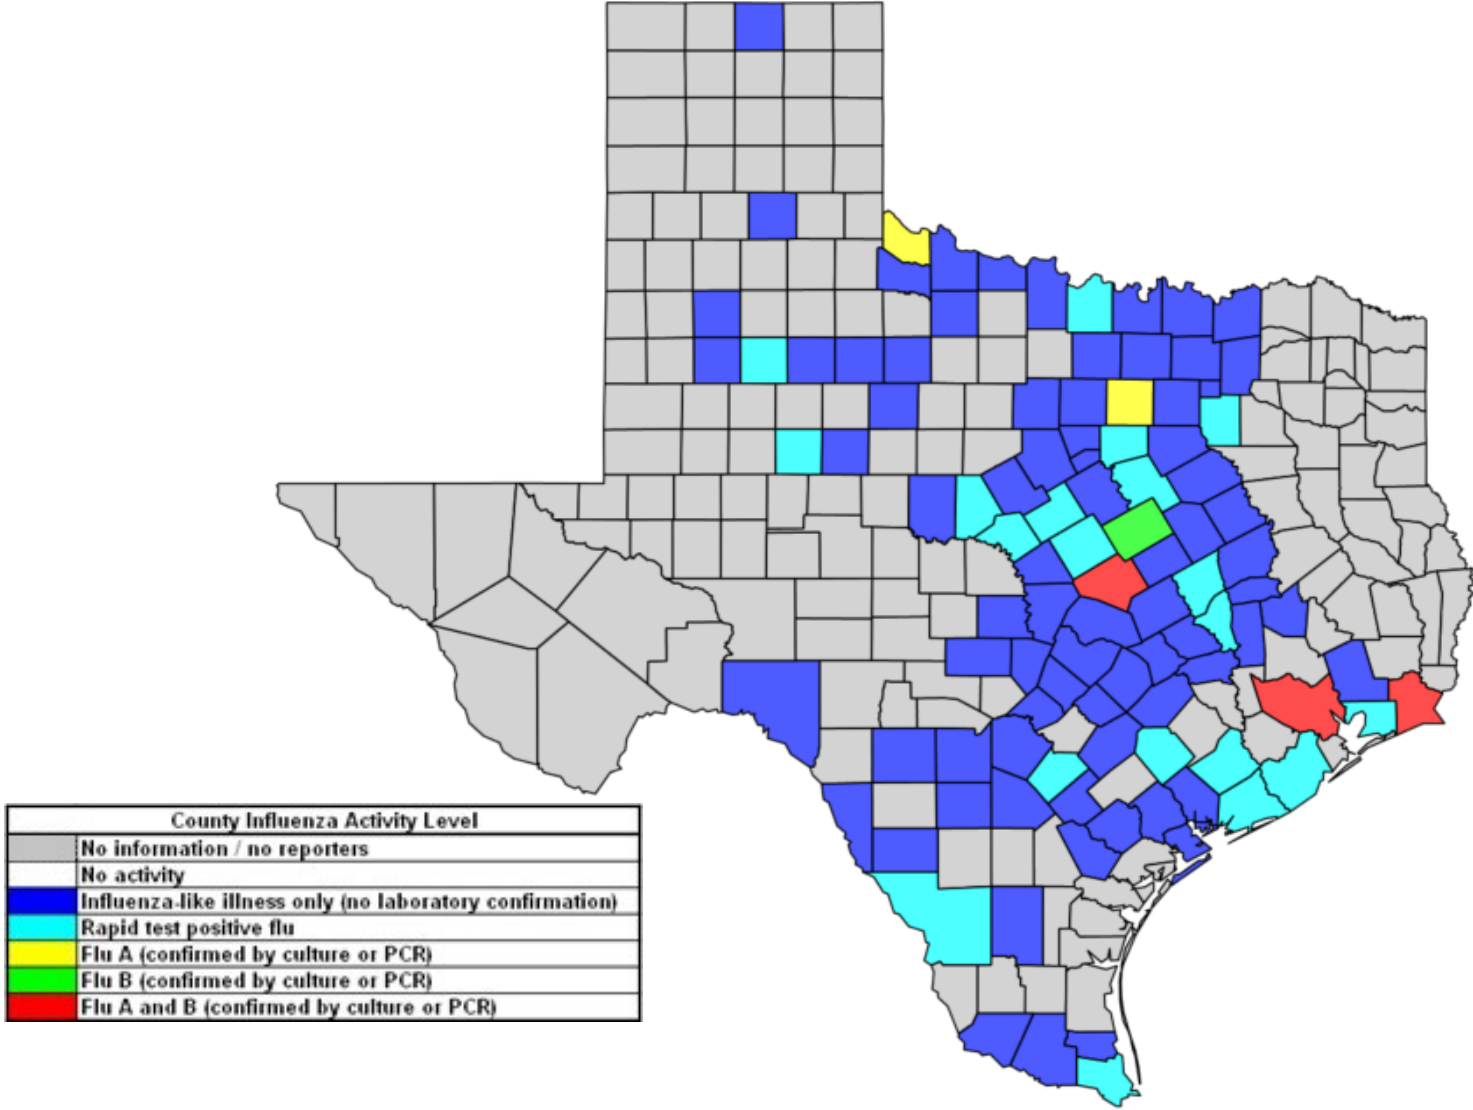 County Influenza Activity Level
No information / no reporters
No activity
Influenza-like illness only (no laboratory confirmation)
Rapid test positive flu
Flu A (confirmed by culture or PCR)
Flu B (confirmed by culture or PCR)
Flu A and B (confirmed by culture or PCR)